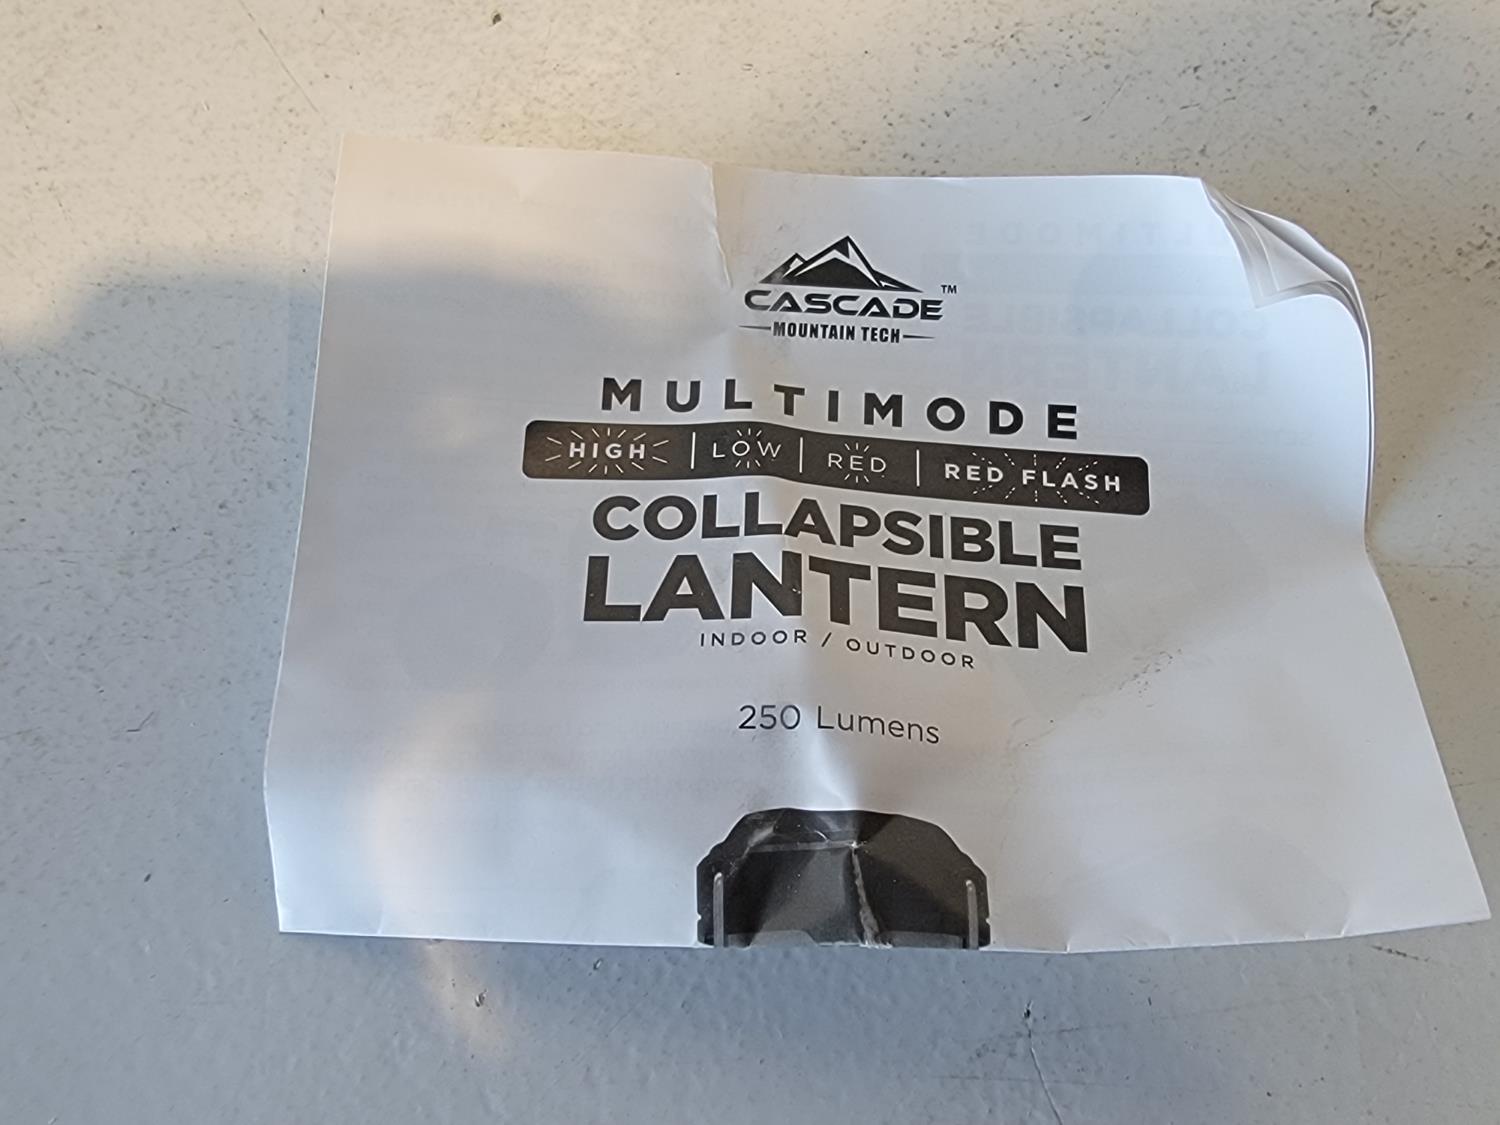 CASCADE™
MOUNTAIN TECH
MULTIMODE
HIGH | LOW | RED | RED FLASH
COLLAPSIBLE
LANTERN
INDOOR / OUTDOOR
250 Lumens